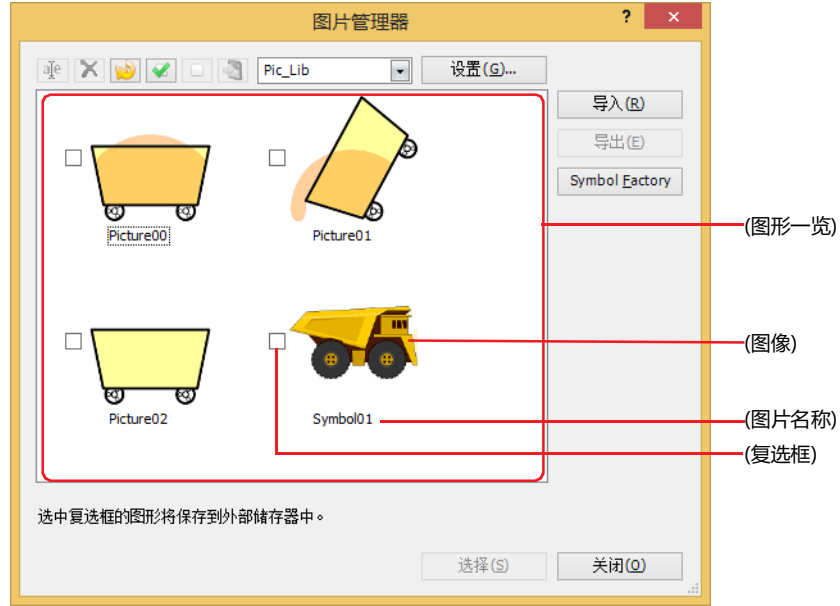 图片管理器
?
Pic_Lib
设置(G)...
导入(R)
导出(E)
Symbol Factory
Picture00
Picture01
(图形一览)
(图像)
Picture02
Symbol01
(图片名称)
(复选框)
选中复选框的图形将保存到外部储存器中。
选择(S)
关闭(O)